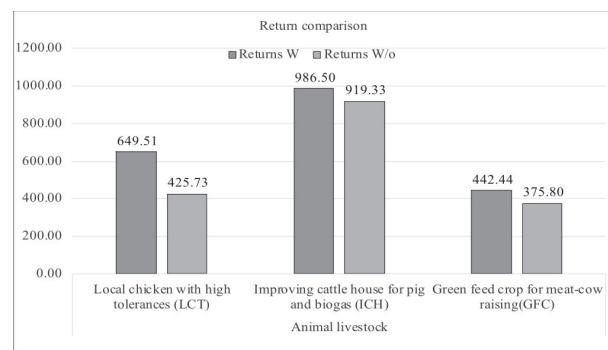 Return comparison
1200.00
Returns W
Returns W/o
986.50
919.33
1000.00
800.00
649.51
600.00
425.73
442.44
375.80
400.00
200.00
0.00
Local chicken with high
tolerances (LCT)
Improving cattle house for pig
and biogas (ICH)
Green feed crop for meat-cow
raising(GFC)
Animal livestock